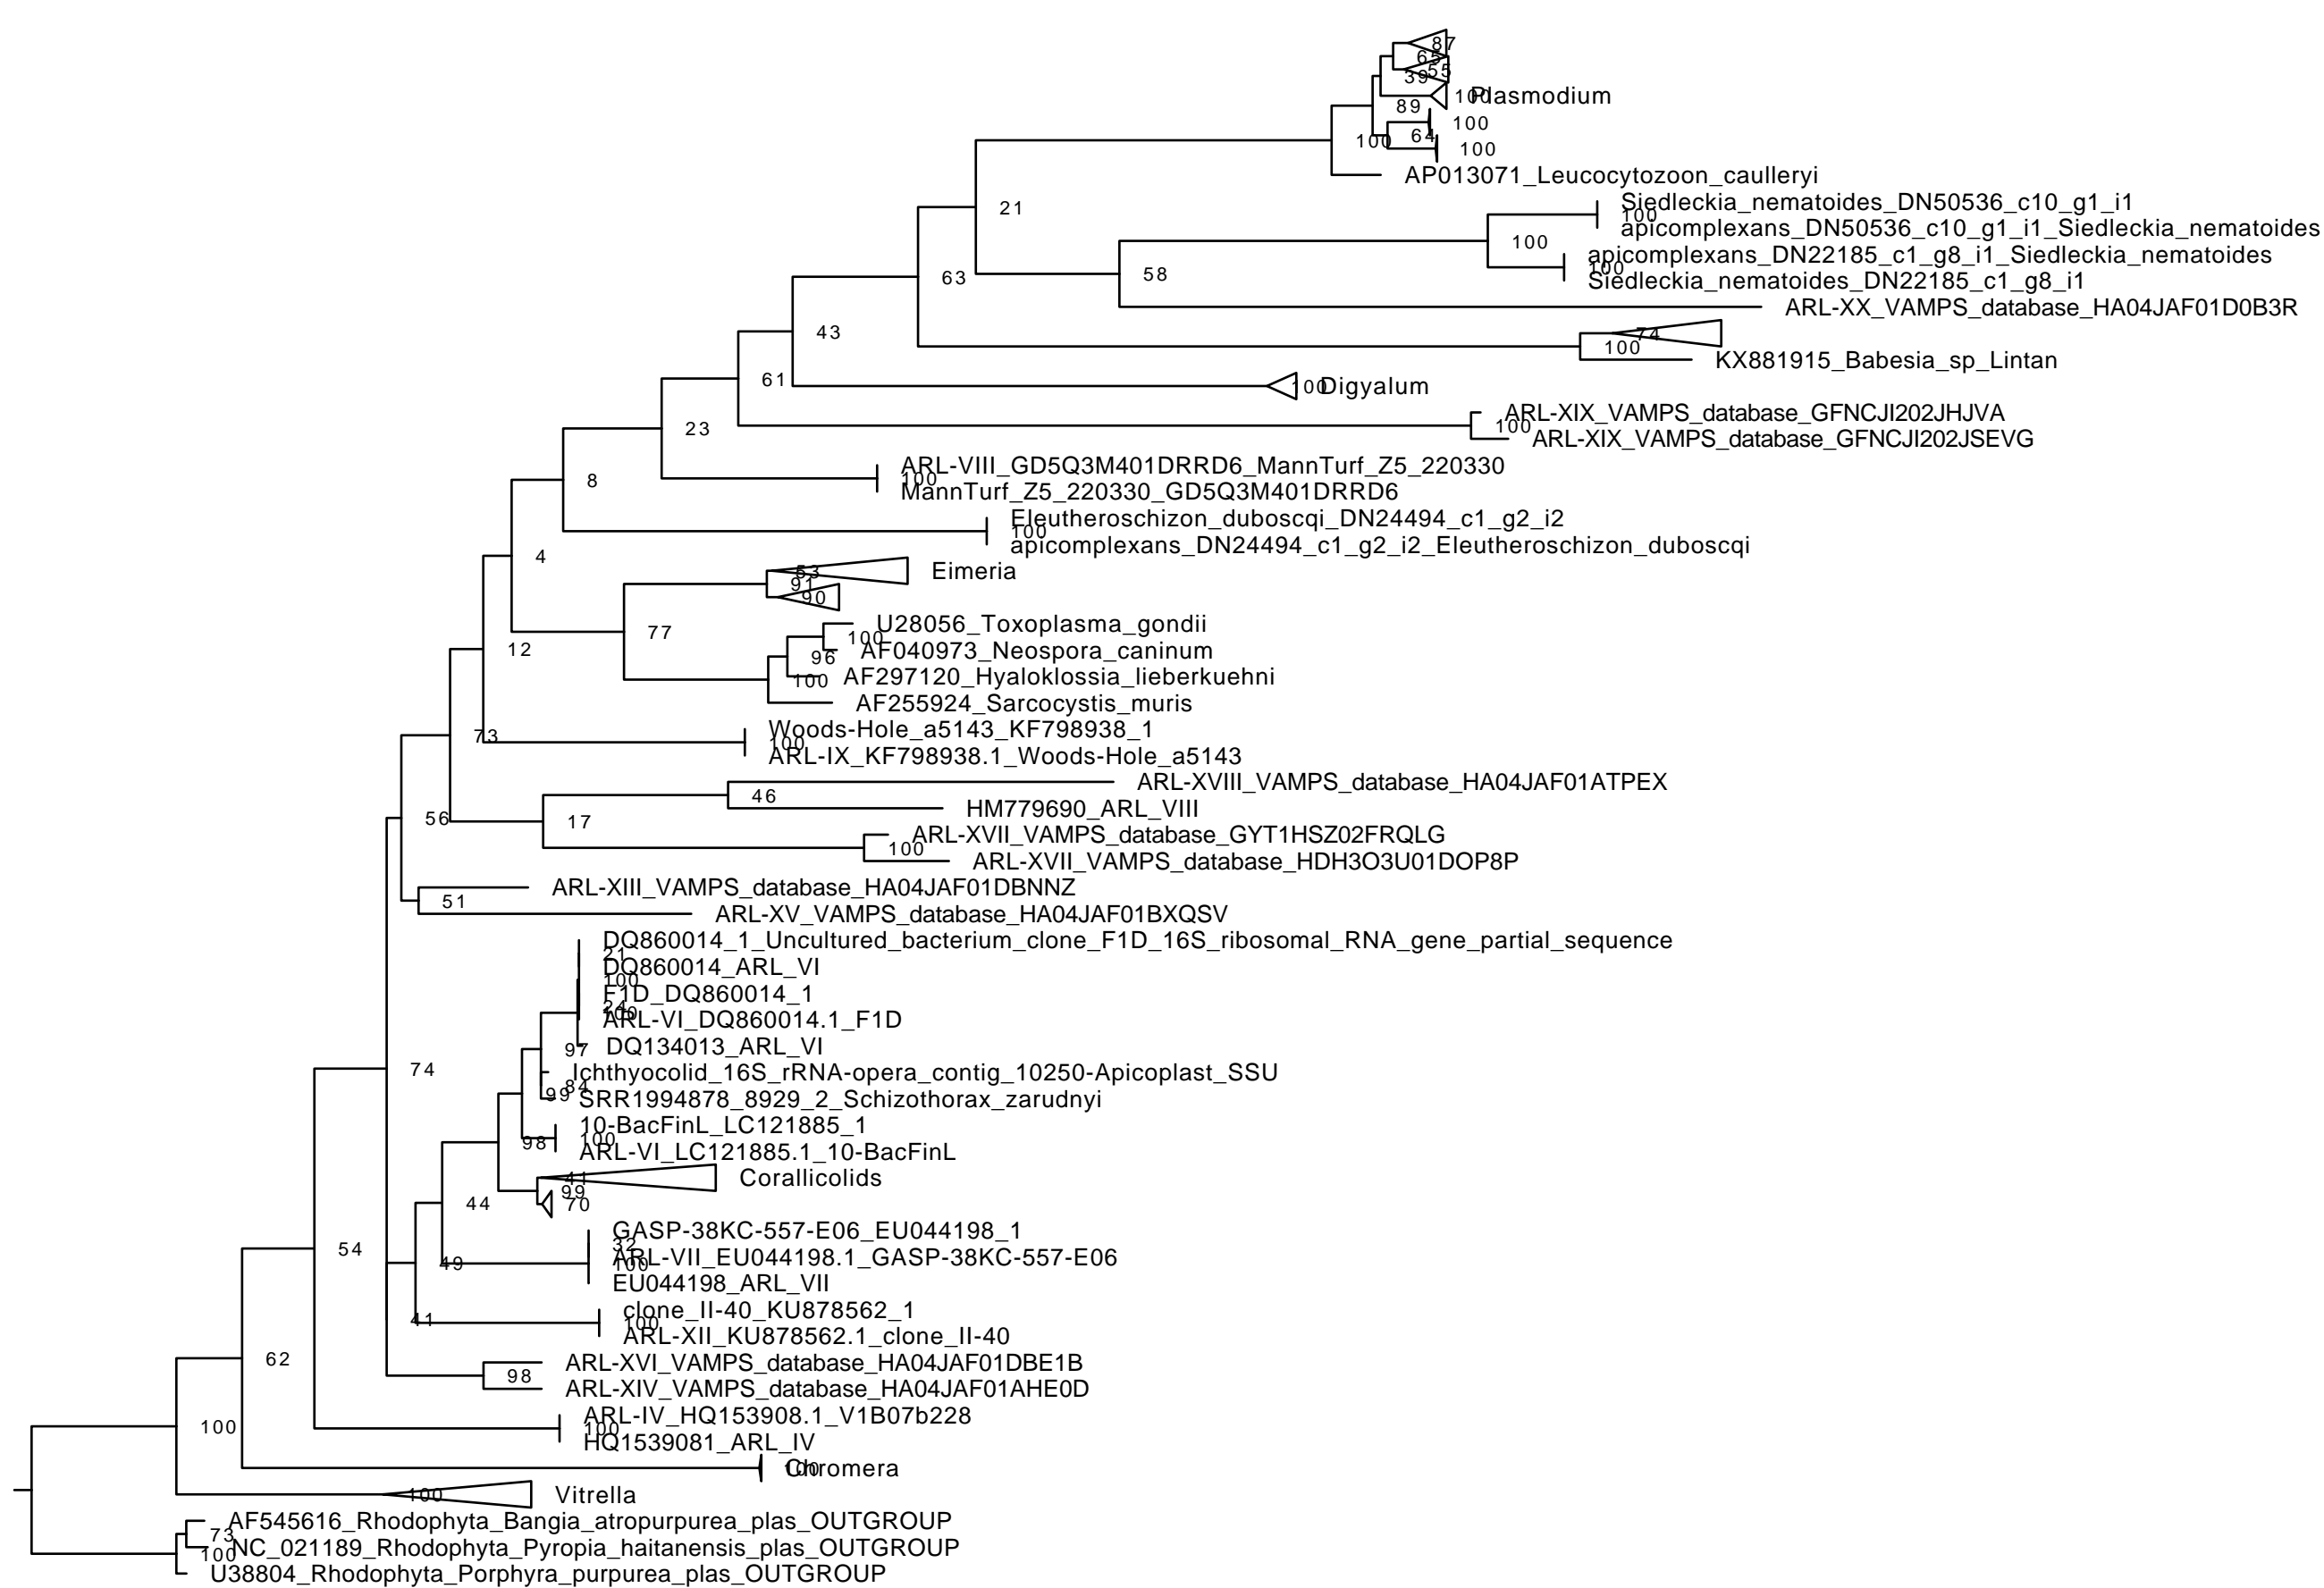 87
65
55
39
100
Plasmodium
89
100
64
100
100
AP013071_Leucocytozoon_caulleryi
Siedleckia_nematoides_DN50536_c10_g1_i1
21
100
apicomplexans_DN50536_c10_g1_i1_Siedleckia_nematoides
100
apicomplexans_DN22185_c1_g8_i1_Siedleckia_nematoides
100
58
63
Siedleckia_nematoides_DN22185_c1_g8_i1
ARL-XX_VAMPS_database_HA04JAF01D0B3R
43
74
100
KX881915_Babesia_sp_Lintan
61
100
Digyalum
ARL-XIX_VAMPS_database_GFNCJI202JHJVA
100
23
ARL-XIX_VAMPS_database_GFNCJI202JSEVG
ARL-VIII_GD5Q3M401DRRD6_MannTurf_Z5_220330
100
8
MannTurf_Z5_220330_GD5Q3M401DRRD6
Eleutheroschizon_duboscqi_DN24494_c1_g2_i2
100
apicomplexans_DN24494_c1_g2_i2_Eleutheroschizon_duboscqi
4
53
Eimeria
91
90
U28056_Toxoplasma_gondii
77
100
12
AF040973_Neospora_caninum
96
AF297120_Hyaloklossia_lieberkuehni
100
AF255924_Sarcocystis_muris
Woods-Hole_a5143_KF798938_1
73
100
ARL-IX_KF798938.1_Woods-Hole_a5143
ARL-XVIII_VAMPS_database_HA04JAF01ATPEX
46
HM779690_ARL_VIII
56
17
ARL-XVII_VAMPS_database_GYT1HSZ02FRQLG
100
ARL-XVII_VAMPS_database_HDH3O3U01DOP8P
ARL-XIII_VAMPS_database_HA04JAF01DBNNZ
51
ARL-XV_VAMPS_database_HA04JAF01BXQSV
DQ860014_1_Uncultured_bacterium_clone_F1D_16S_ribosomal_RNA_gene_partial_sequence
21
DQ860014_ARL_VI
100
F1D_DQ860014_1
24
100
ARL-VI_DQ860014.1_F1D
97
DQ134013_ARL_VI
74
Ichthyocolid_16S_rRNA-opera_contig_10250-Apicoplast_SSU
84
99
SRR1994878_8929_2_Schizothorax_zarudnyi
10-BacFinL_LC121885_1
98
100
ARL-VI_LC121885.1_10-BacFinL
41
Corallicolids
99
44
70
GASP-38KC-557-E06_EU044198_1
32
54
ARL-VII_EU044198.1_GASP-38KC-557-E06
49
100
EU044198_ARL_VII
clone_II-40_KU878562_1
41
100
ARL-XII_KU878562.1_clone_II-40
62
ARL-XVI_VAMPS_database_HA04JAF01DBE1B
98
ARL-XIV_VAMPS_database_HA04JAF01AHE0D
ARL-IV_HQ153908.1_V1B07b228
100
100
HQ1539081_ARL_IV
100
Chromera
100
Vitrella
AF545616_Rhodophyta_Bangia_atropurpurea_plas_OUTGROUP
73
100
NC_021189_Rhodophyta_Pyropia_haitanensis_plas_OUTGROUP
U38804_Rhodophyta_Porphyra_purpurea_plas_OUTGROUP